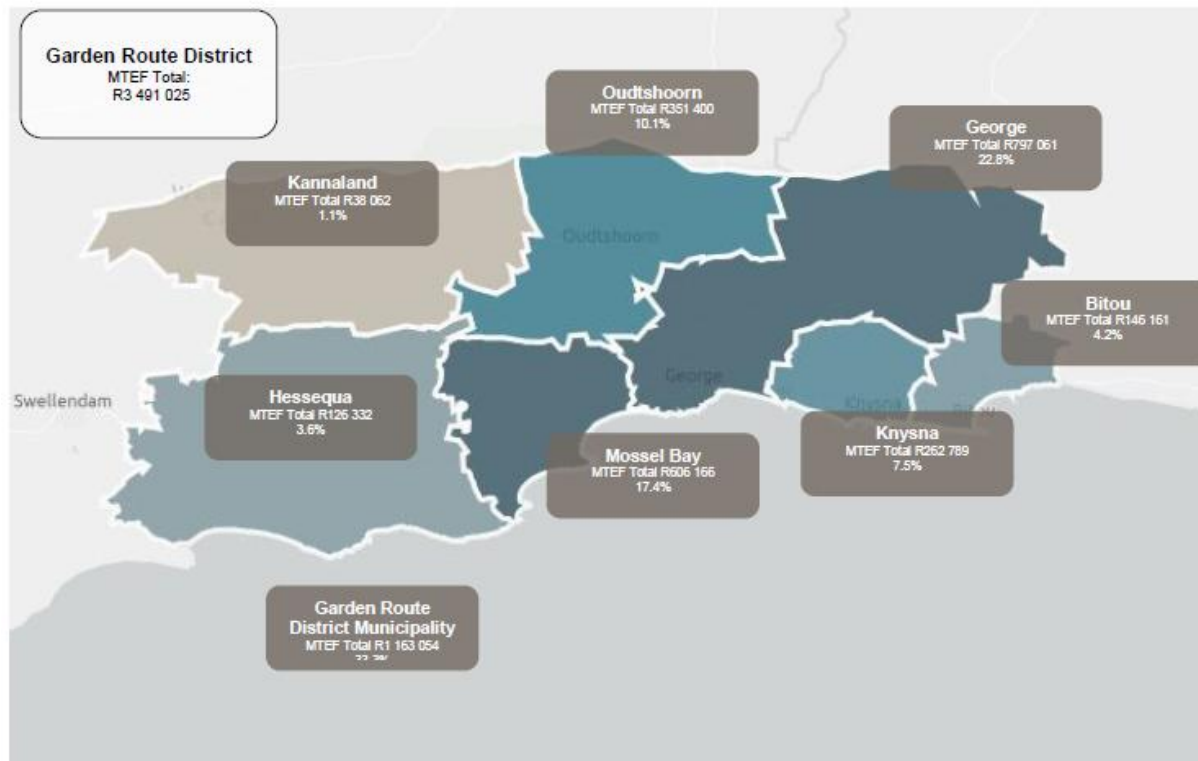 Garden Route District
MTEF Total:
R3 491 025
Oudtshoorn
MTEF Total R351 400
10.1%
George
MTEF Total R797 061
22.8%
Kannaland
MTEF Total R38 062
1.1%
Oudtshoorn
Bitou
MTEF Total R146 161
4.2%
Hessequa
MTEF Total R126 332
3.6%
George
Swellendam
Knysna
Knysna
MTEF Total R262 789
7.5%
Mossel Bay
MTEF Total R606 166
17.4%
Garden Route
District Municipality
MTEF Total R1 163 054